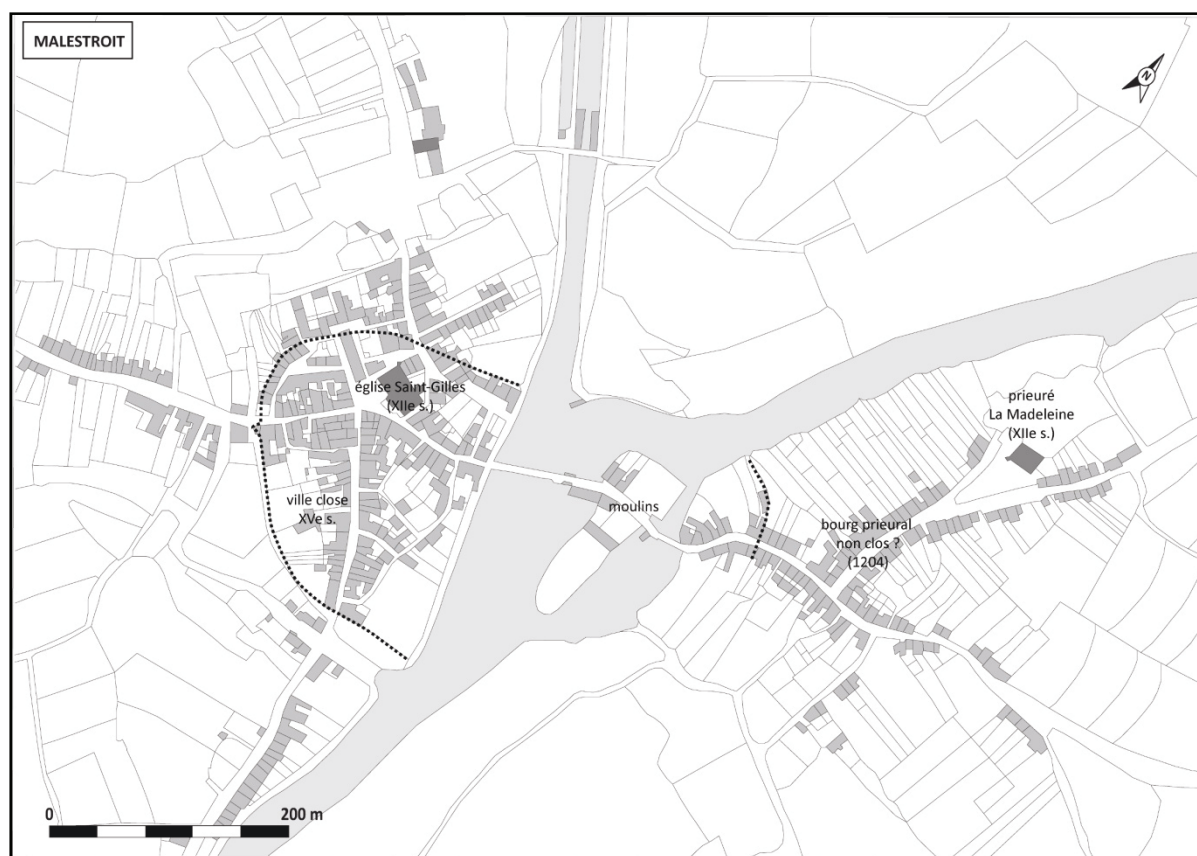 MALESTROIT
N
église Saint-Gilles
(XIIe s.)
prieuré
La Madeleine
(XIIe s.)
ville close
XVe s.
moulins
bourg prieural
non clos ?
(1204)
0
200 m